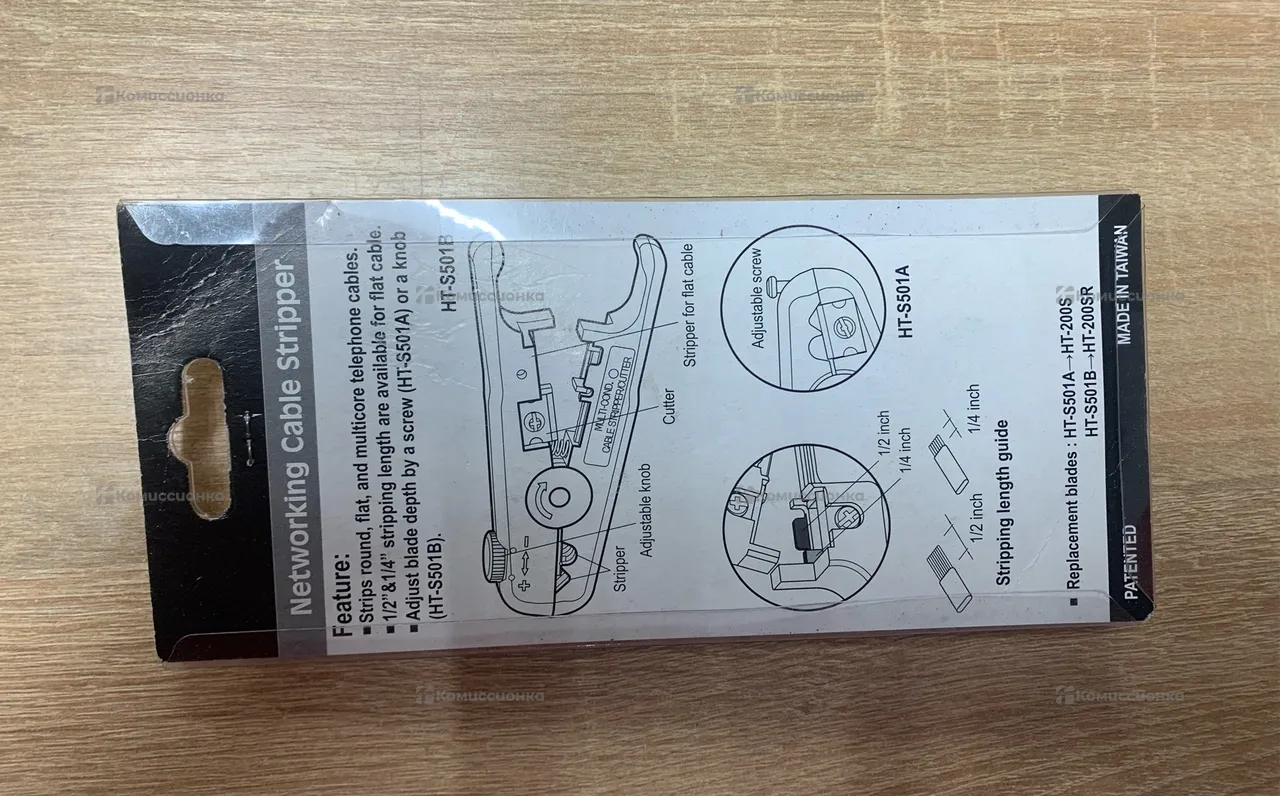 Networking Cable Stripper
Feature:
▪ Strips round, flat, and multicore telephone cables.
▪ 1/2"&1/4" stripping length are available for flat cable.
▪ Adjust blade depth by a screw (HT-S501A) or a knob
(HT-S501B).
HT-S501B
+ ↔ −
MULTI-COND.
CABLE STRIPPER/CUTTER
Stripper
Adjustable knob
Cutter
Stripper for flat cable
Adjustable screw
HT-S501A
1/2 inch
1/4 inch
1/2 inch
1/4 inch
Stripping length guide
▪ Replacement blades : HT-S501A→HT-200S
HT-S501B→HT-200SR
PATENTED
MADE IN TAIWAN
Комиссионка
Комиссионка
Комиссионка
Комиссионка
Комиссионка
Комиссионка
Комиссионка
Комиссионка